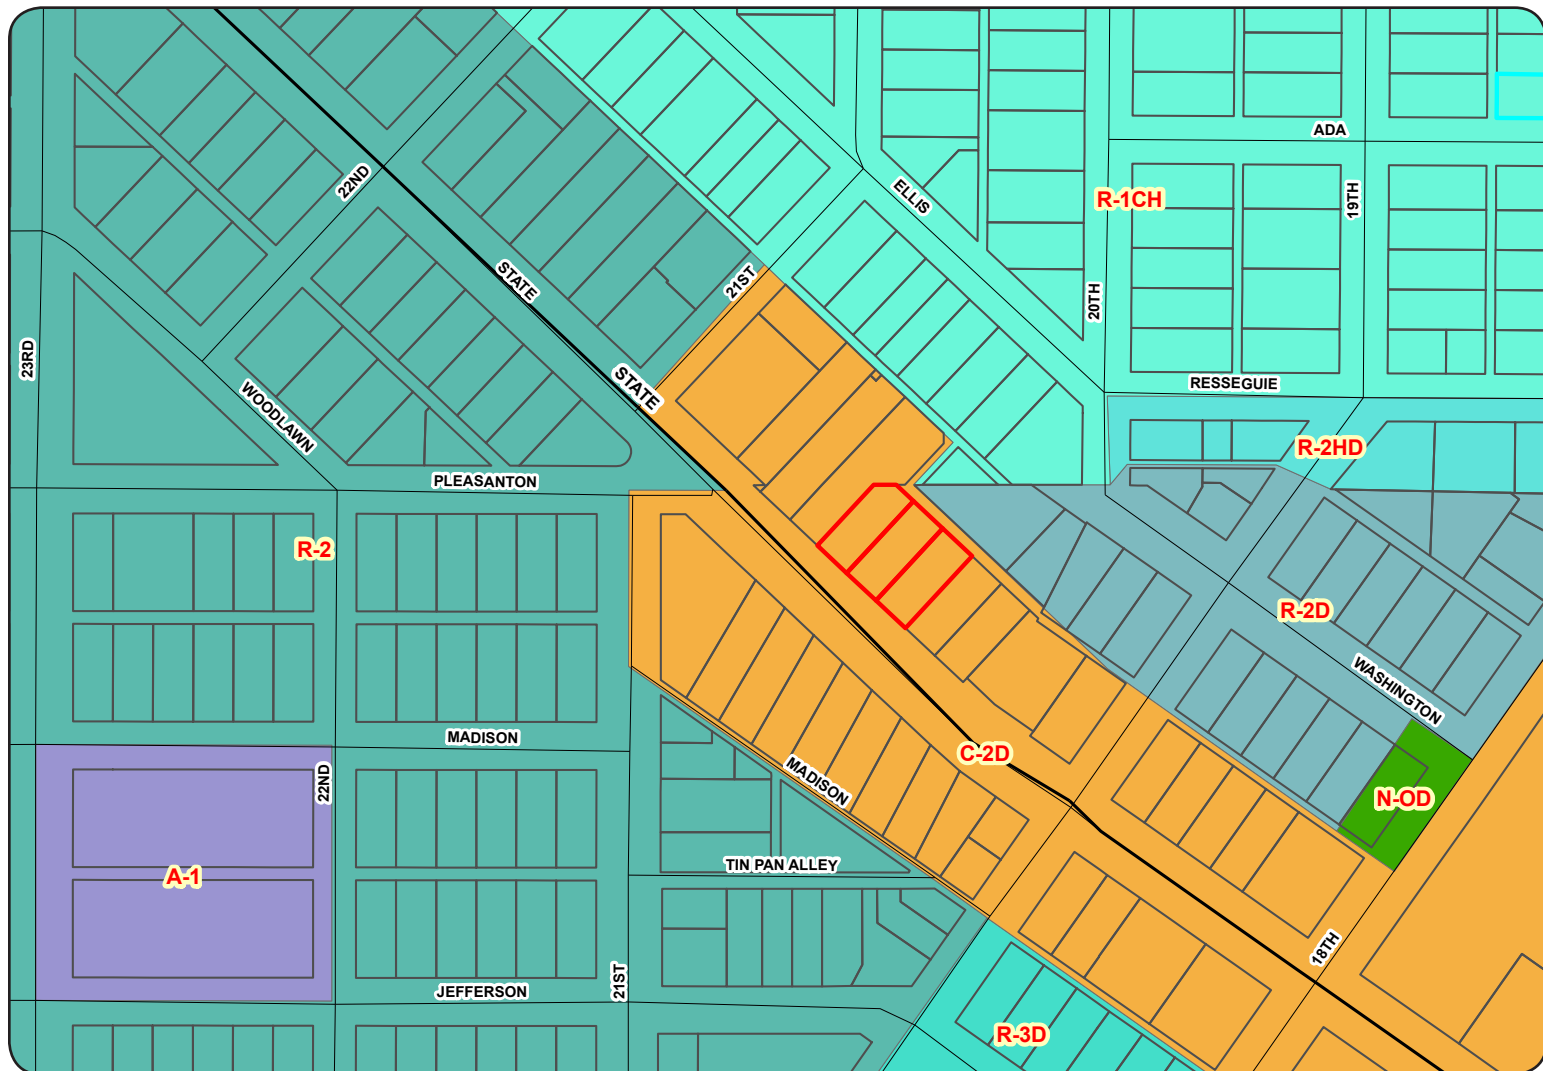 ADA
22ND
ELLIS
R-1CH
19TH
STATE
21ST
20TH
23RD
STATE
RESSEGUIE
WOODLAWN
R-2HD
PLEASANTON
R-2
R-2D
WASHINGTON
MADISON
C-2D
22ND
MADISON
N-OD
TIN PAN ALLEY
A-1
18TH
21ST
JEFFERSON
R-3D